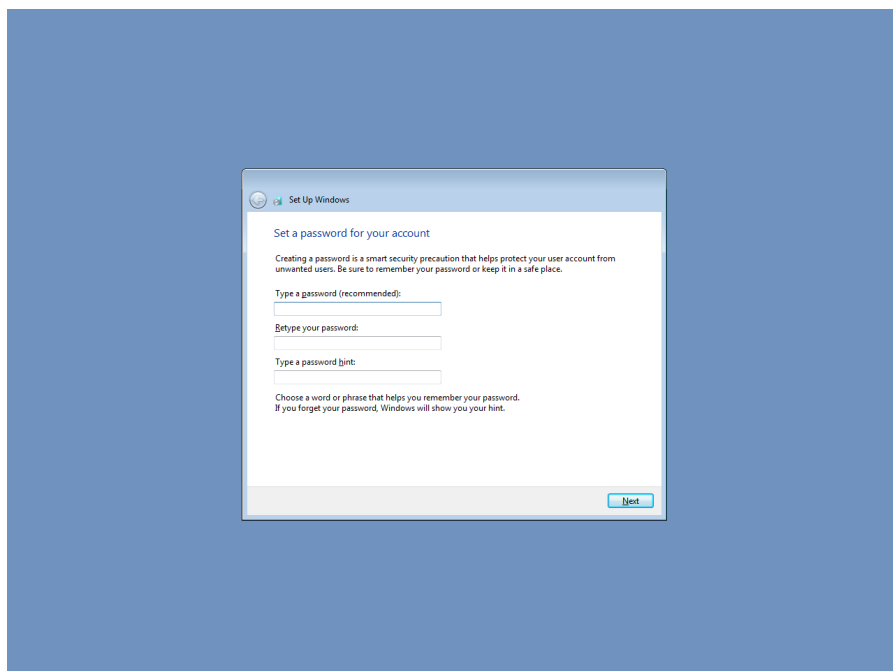 Set Up Windows
Set a password for your account
Creating a password is a smart security precaution that helps protect your user account from
unwanted users. Be sure to remember your password or keep it in a safe place.
Type a password (recommended):
Retype your password:
Type a password hint:
Choose a word or phrase that helps you remember your password.
If you forget your password, Windows will show you your hint.
Next